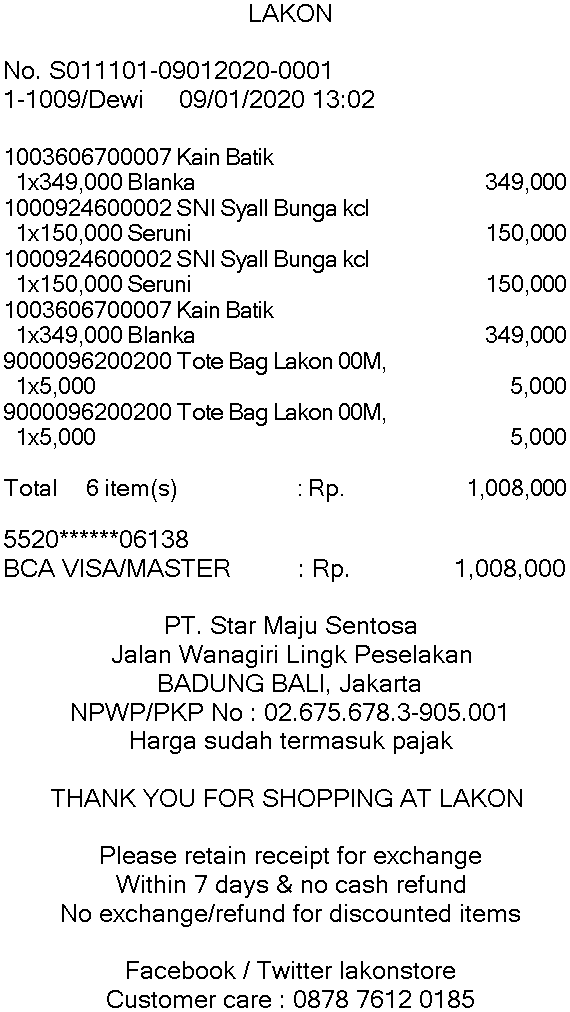 LAKON
No. S011101-09012020-0001
1-1009/Dewi 09/01/2020 13:02
1003606700007 Kain Batik
1x349,000 Blanka 349,000
1000924600002 SNI Syall Bunga kcl
1x150,000 Seruni 150,000
1000924600002 SNI Syall Bunga kcl
1x150,000 Seruni 150,000
1003606700007 Kain Batik
1x349,000 Blanka 349,000
9000096200200 Tote Bag Lakon 00M,
1x5,000 5,000
9000096200200 Tote Bag Lakon 00M,
1x5,000 5,000
Total 6 item(s) : Rp. 1,008,000
5520******06138
BCA VISA/MASTER : Rp. 1,008,000
PT. Star Maju Sentosa
Jalan Wanagiri Lingk Peselakan
BADUNG BALI, Jakarta
NPWP/PKP No : 02.675.678.3-905.001
Harga sudah termasuk pajak
THANK YOU FOR SHOPPING AT LAKON
Please retain receipt for exchange
Within 7 days & no cash refund
No exchange/refund for discounted items
Facebook / Twitter lakonstore
Customer care : 0878 7612 0185